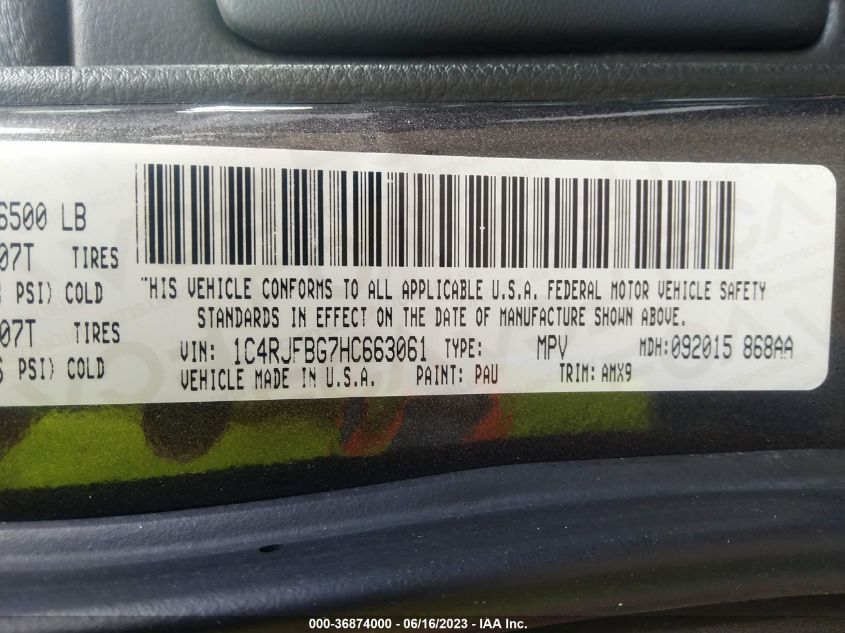 6500 LB
07T TIRES
PSI) COLD
07T TIRES
PSI) COLD
HIS VEHICLE CONFORMS TO ALL APPLICABLE U.S.A. FEDERAL MOTOR VEHICLE SAFETY
STANDARDS IN EFFECT ON THE DATE OF MANUFACTURE SHOWN ABOVE.
VIN: 1C4RJFBG7HC663061 TYPE: MPV MDH:092015 868AA
VEHICLE MADE IN U.S.A. PAINT: PAU TRIM: AMX9
000-36874000 - 06/16/2023 - IAA Inc.